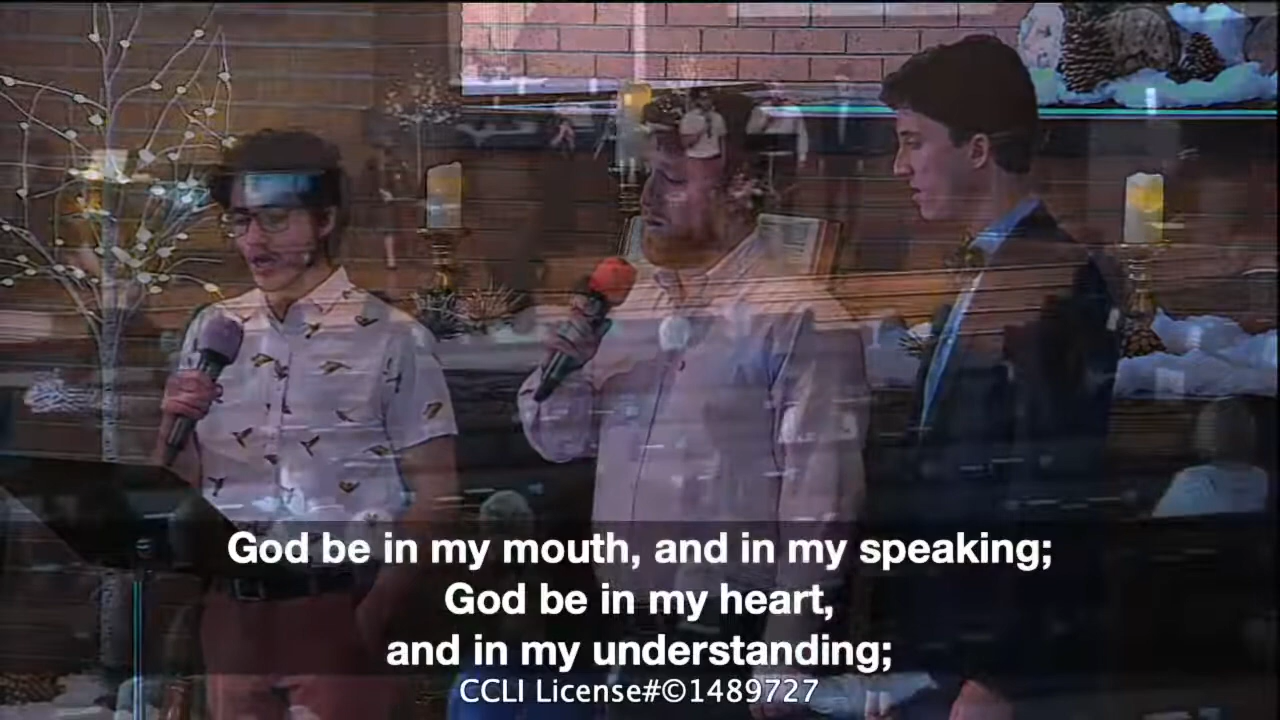 God be in my mouth, and in my speaking;
God be in my heart,
and in my understanding;
CCLI License#©1489727